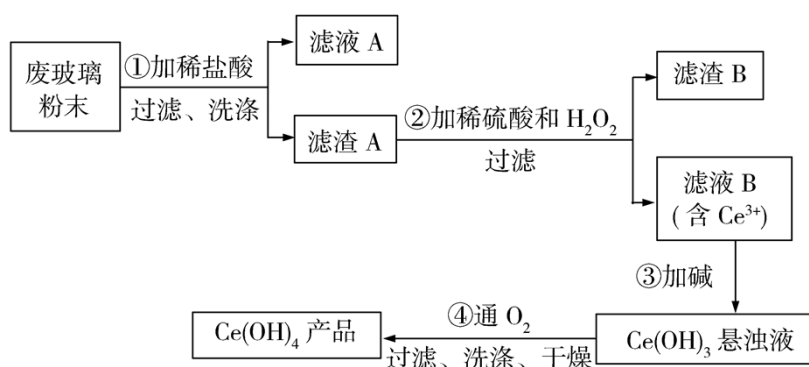 废玻璃
粉末
①加稀盐酸
过滤、洗涤
滤液 A
滤渣 A
②加稀硫酸和 H₂O₂
过滤
滤渣 B
滤液 B
(含 Ce³⁺)
③加碱
Ce(OH)₃ 悬浊液
④通 O₂
过滤、洗涤、干燥
Ce(OH)₄ 产品